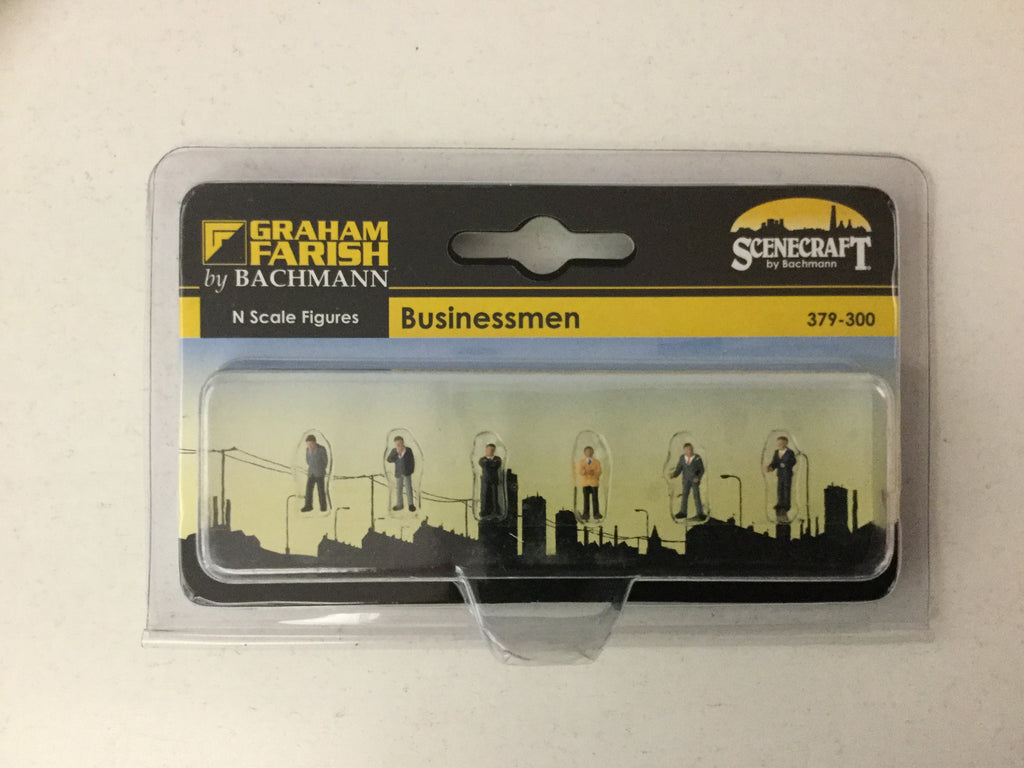 GRAHAM
FARISH
by BACHMANN
SCENECRAFT
by Bachmann
N Scale Figures
Businessmen
379-300